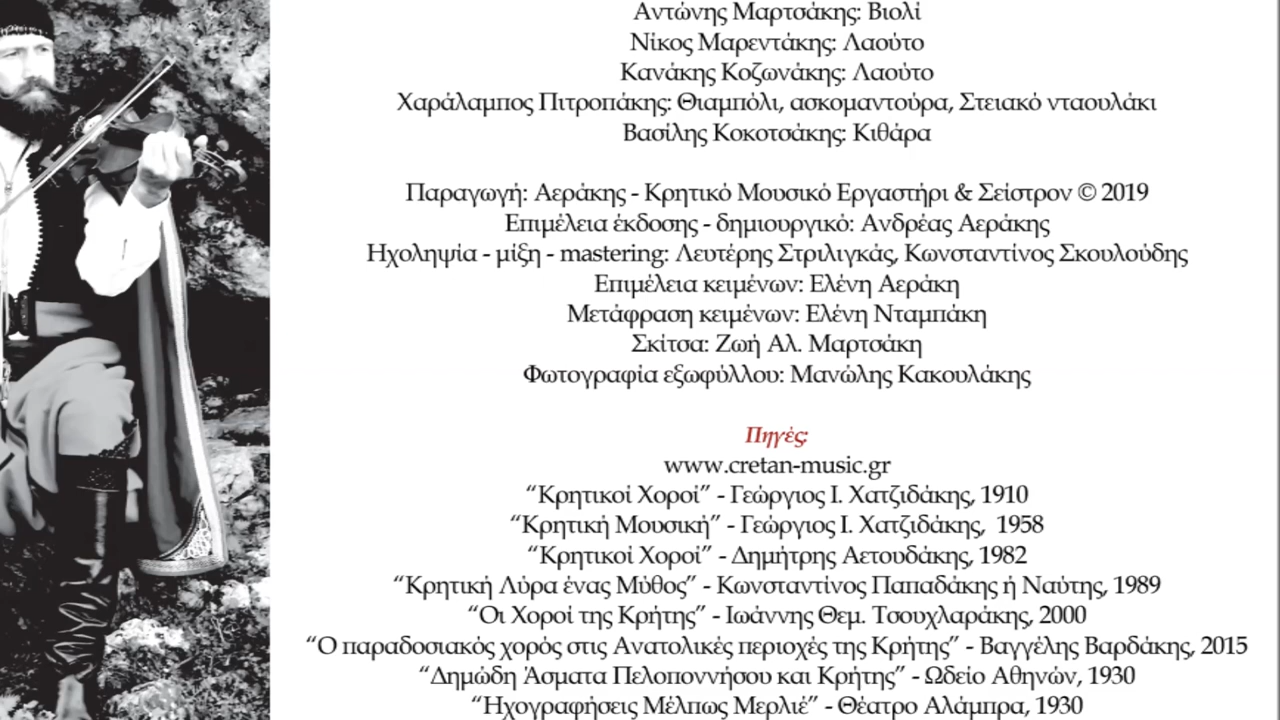 Αντώνης Μαρτσάκης: Βιολί
Νίκος Μαρεντάκης: Λαούτο
Κανάκης Κοζωνάκης: Λαούτο
Χαράλαμπος Πιτροπάκης: Θιαμπόλι, ασκομαντούρα, Στειακό νταουλάκι
Βασίλης Κοκοτσάκης: Κιθάρα
Παραγωγή: Αεράκης - Κρητικό Μουσικό Εργαστήρι & Σείστρον © 2019
Επιμέλεια έκδοσης - δημιουργικό: Ανδρέας Αεράκης
Ηχοληψία - μίξη - mastering: Λευτέρης Στριλιγκάς, Κωνσταντίνος Σκουλούδης
Επιμέλεια κειμένων: Ελένη Αεράκη
Μετάφραση κειμένων: Ελένη Νταμπάκη
Σκίτσα: Ζωή Αλ. Μαρτσάκη
Φωτογραφία εξωφύλλου: Μανώλης Κακουλάκης
Πηγές:
www.cretan-music.gr
“Κρητικοί Χοροί” - Γεώργιος Ι. Χατζιδάκης, 1910
“Κρητική Μουσική” - Γεώργιος Ι. Χατζιδάκης, 1958
“Κρητικοί Χοροί” - Δημήτρης Αετουδάκης, 1982
“Κρητική Λύρα ένας Μύθος” - Κωνσταντίνος Παπαδάκης ή Ναύτης, 1989
“Οι Χοροί της Κρήτης” - Ιωάννης Θεμ. Τσουχλαράκης, 2000
“Ο παραδοσιακός χορός στις Ανατολικές περιοχές της Κρήτης” - Βαγγέλης Βαρδάκης, 2015
“Δημώδη Άσματα Πελοποννήσου και Κρήτης” - Ωδείο Αθηνών, 1930
“Ηχογραφήσεις Μέλπως Μερλιέ” - Θέατρο Αλάμπρα, 1930